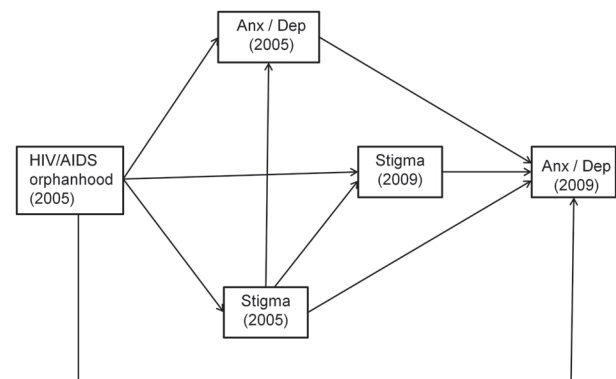 Anx / Dep
(2005)
HIV/AIDS
orphanhood
(2005)
Stigma
(2009)
Anx / Dep
(2009)
Stigma
(2005)